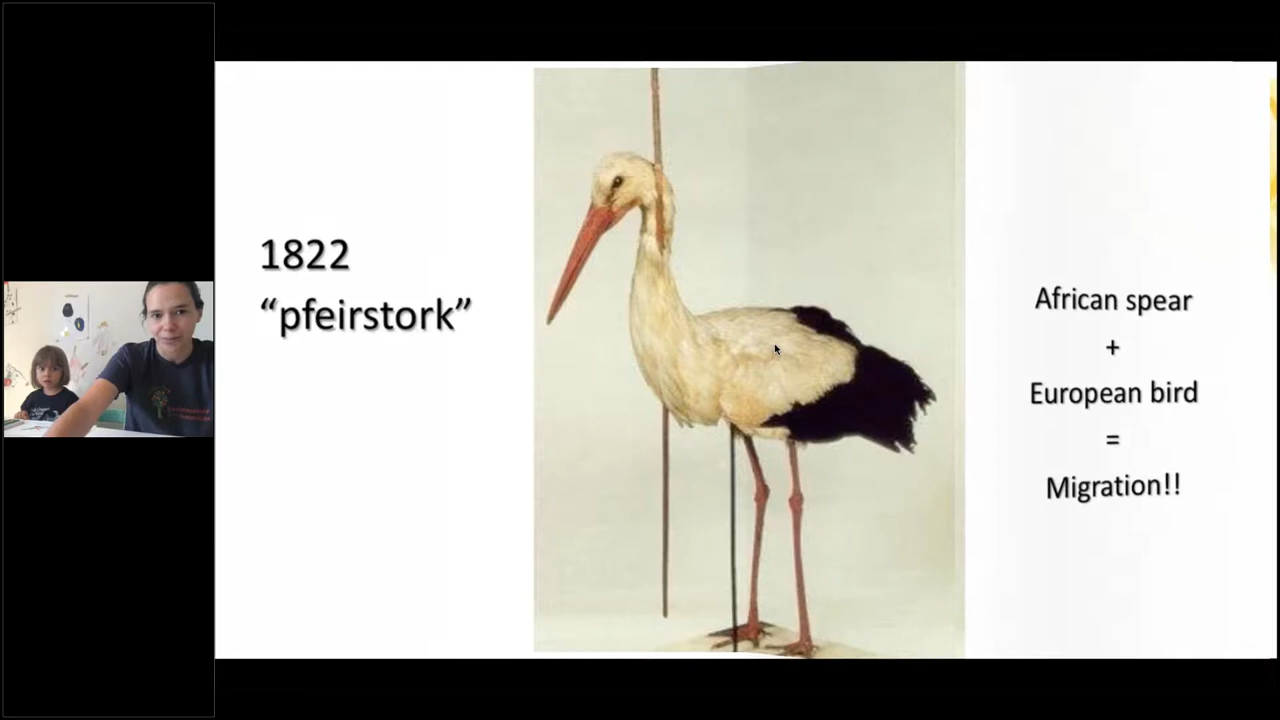 1822
“pfeirstork”
African spear
+
European bird
=
Migration!!